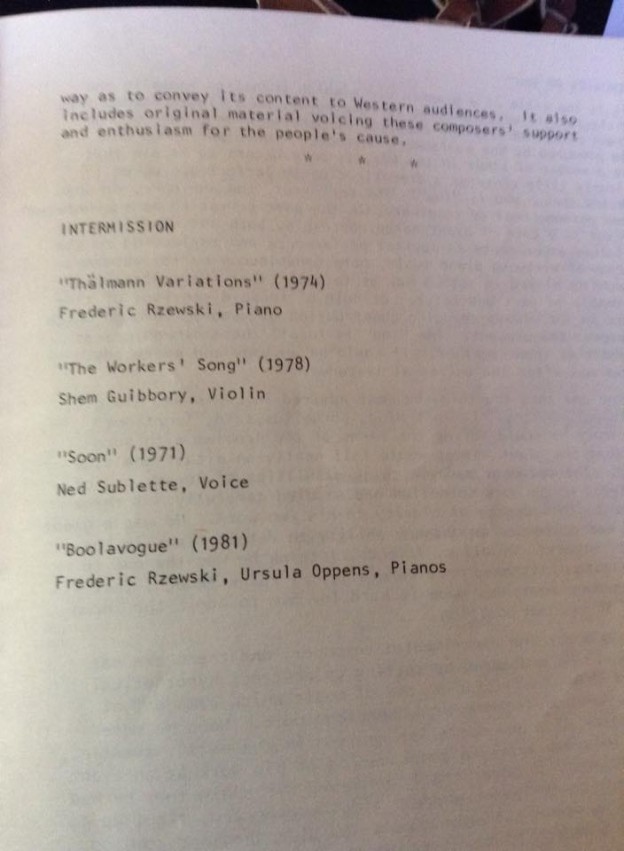 way as to convey its content to Western audiences. It also
includes original material voicing these composers' support
and enthusiasm for the people's cause.
* * *
INTERMISSION
"Thälmann Variations" (1974)
Frederic Rzewski, Piano
"The Workers' Song" (1978)
Shem Guibbory, Violin
"Soon" (1971)
Ned Sublette, Voice
"Boolavogue" (1981)
Frederic Rzewski, Ursula Oppens, Pianos